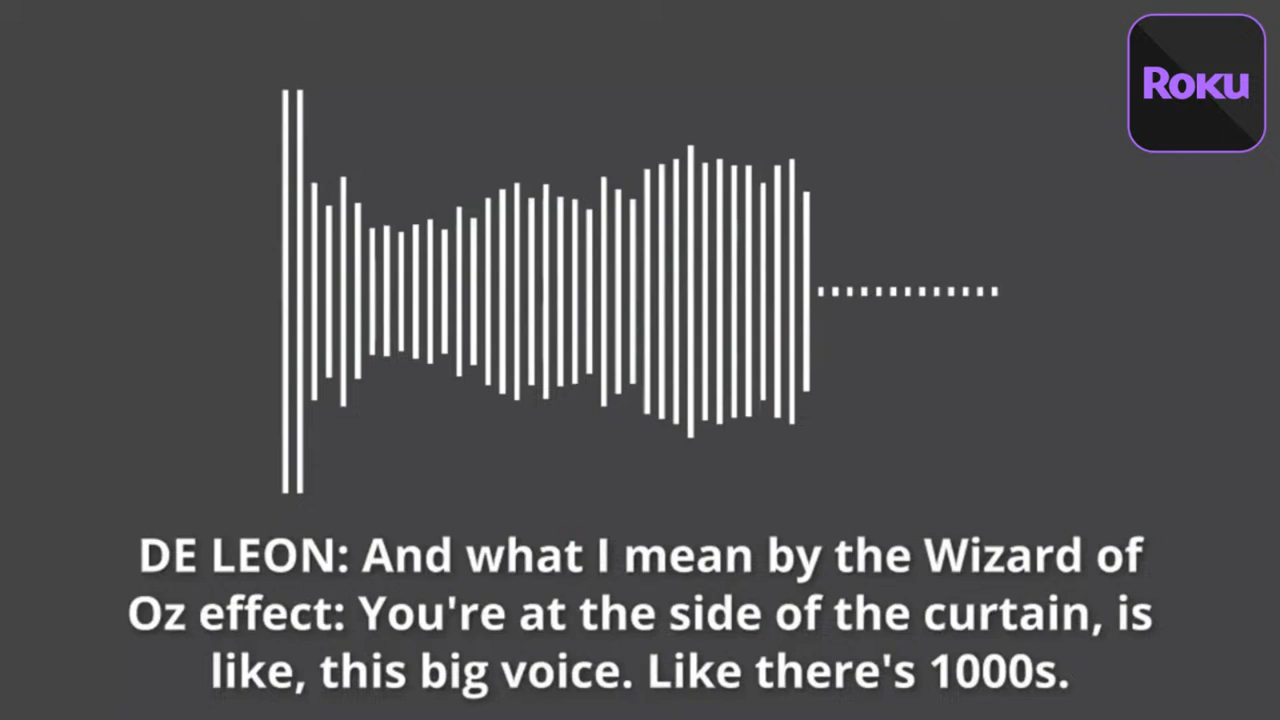 Roku
DE LEON: And what I mean by the Wizard of
Oz effect: You're at the side of the curtain, is
like, this big voice. Like there's 1000s.